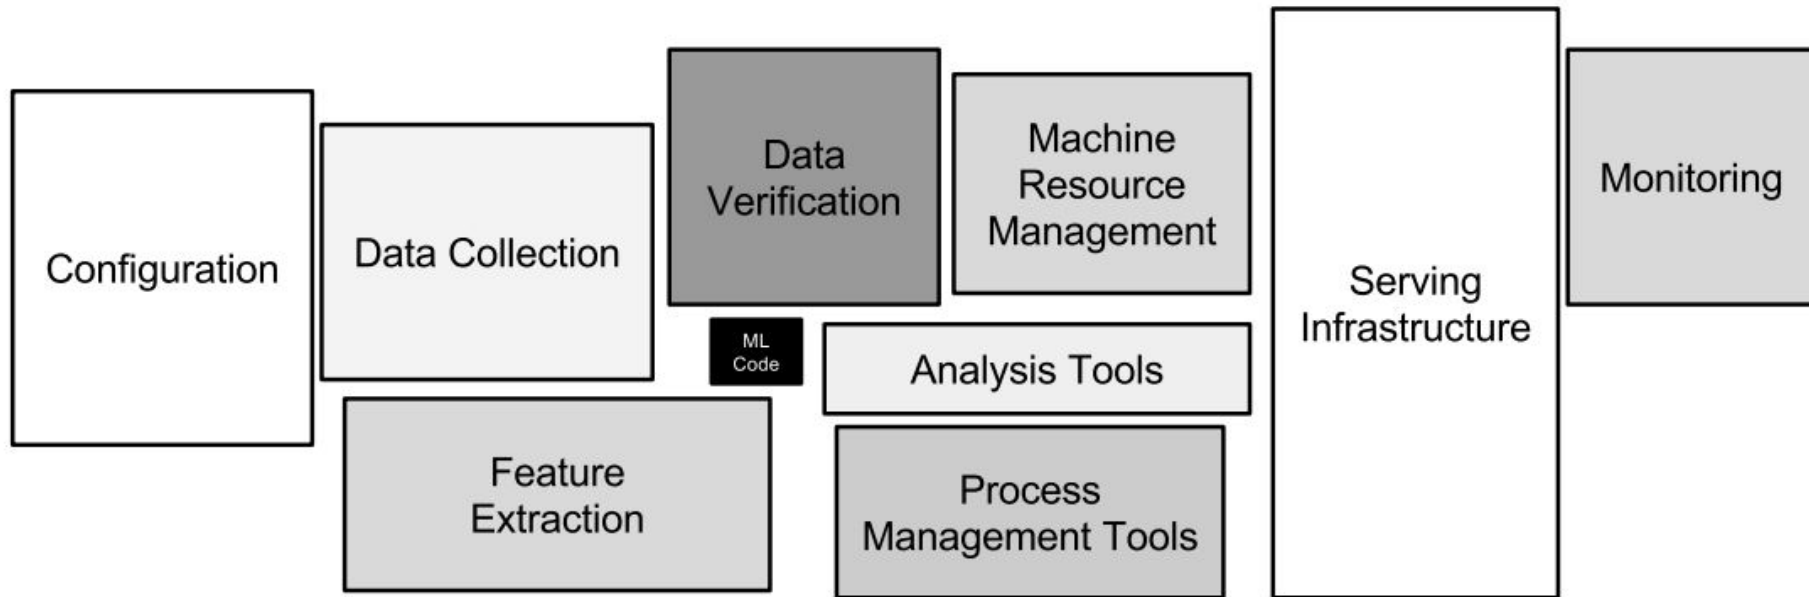 Configuration
Data Collection
Feature
Extraction
Data
Verification
ML
Code
Machine
Resource
Management
Analysis Tools
Process
Management Tools
Serving
Infrastructure
Monitoring